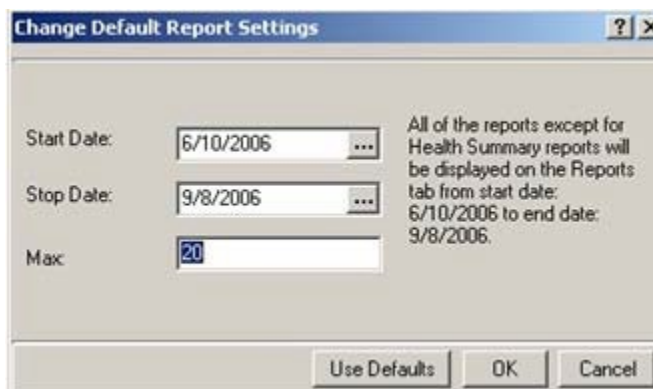 Change Default Report Settings
Start Date:
6/10/2006
...
Stop Date:
9/8/2006
...
Max:
20
All of the reports except for
Health Summary reports will
be displayed on the Reports
tab from start date:
6/10/2006 to end date:
9/8/2006.
Use Defaults
OK
Cancel